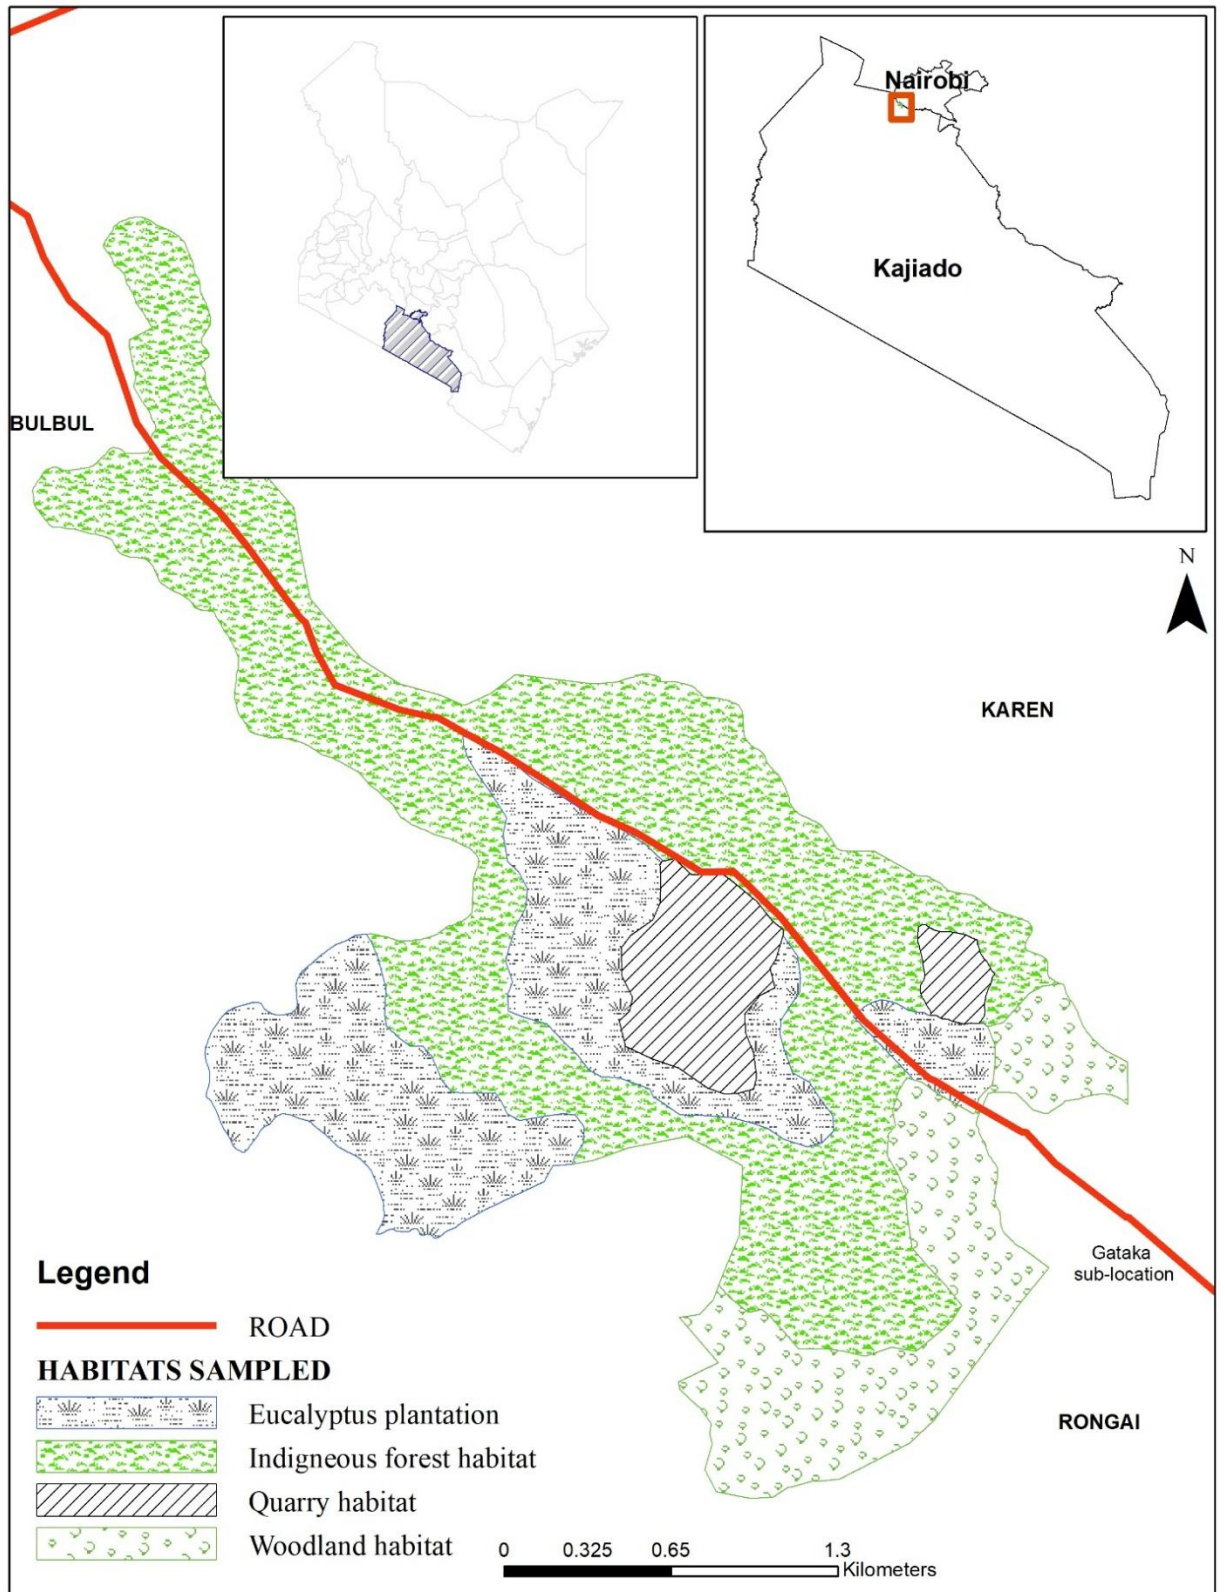 Nairobi
Kajiado
BULBUL
N
KAREN
Gataka
sub-location
RONGAI
Legend
ROAD
HABITATS SAMPLED
Eucalyptus plantation
Indigneous forest habitat
Quarry habitat
Woodland habitat
0 0.325 0.65 1.3
Kilometers